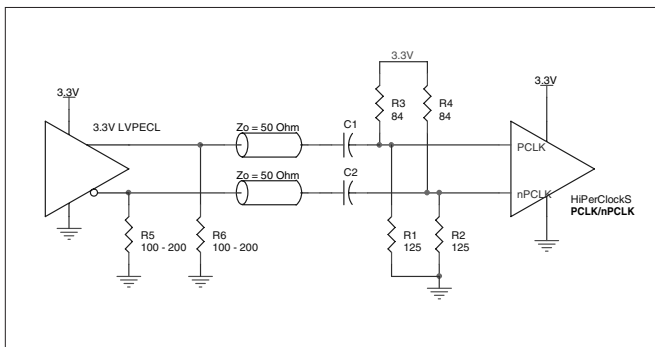 3.3V
3.3V LVPECL
Zo = 50 Ohm
Zo = 50 Ohm
C1
C2
3.3V
R3
84
R4
84
3.3V
PCLK
nPCLK
HiPerClockS
PCLK/nPCLK
R5
100 - 200
R6
100 - 200
R1
125
R2
125